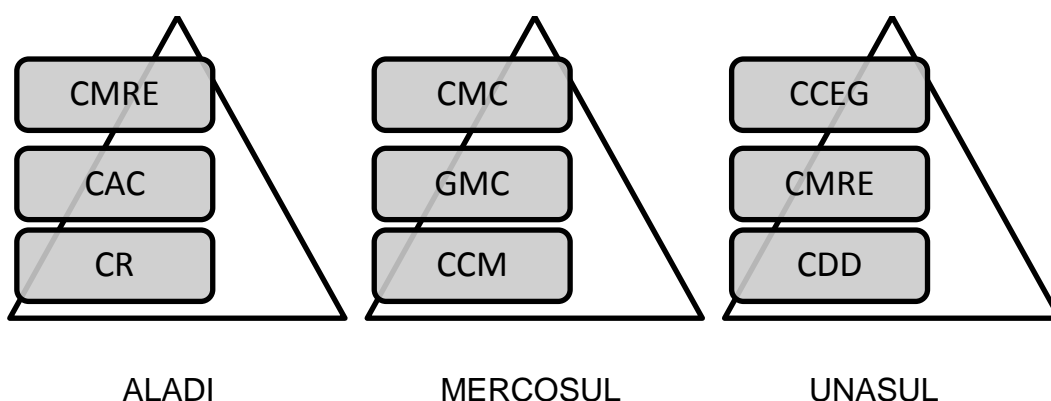 CMRE
CAC
CR
ALADI
CMC
GMC
CCM
MERCOSUL
CCEG
CMRE
CDD
UNASUL